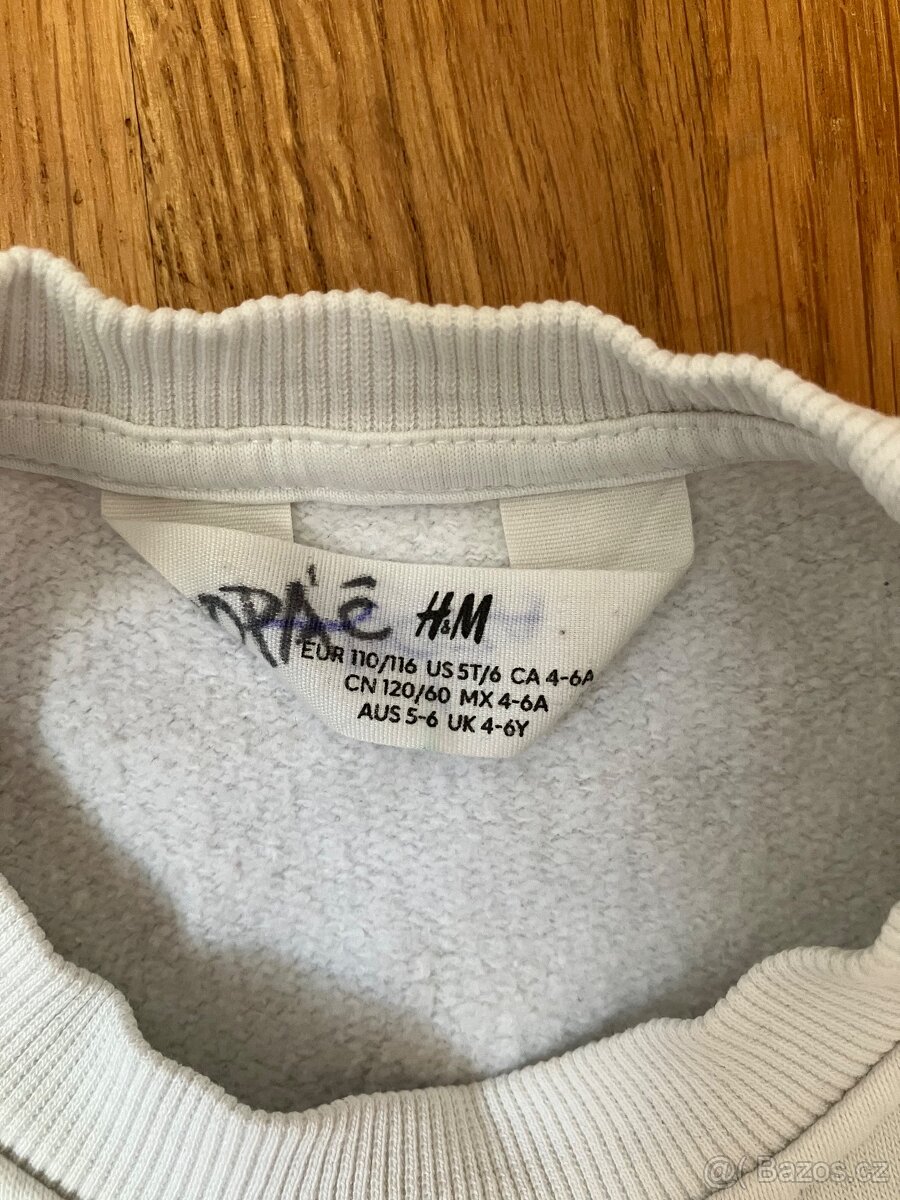 H&M
EUR 110/116 US 5T/6 CA 4-6A
CN 120/60 MX 4-6A
AUS 5-6 UK 4-6Y
Bazos.cz